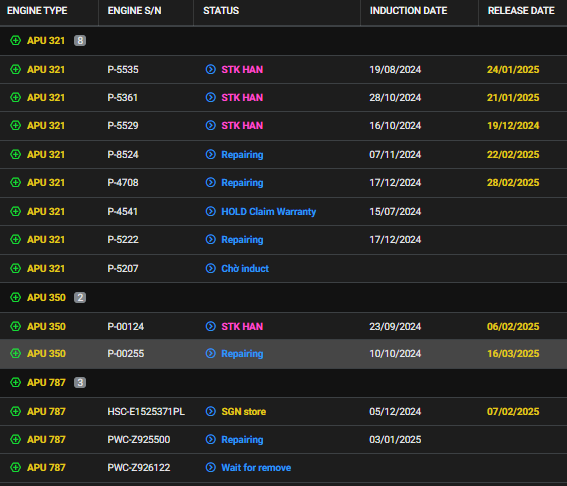 ENGINE TYPE ENGINE S/N STATUS INDUCTION DATE RELEASE DATE
APU 321 8
APU 321 P-5535 STK HAN 19/08/2024 24/01/2025
APU 321 P-5361 STK HAN 28/10/2024 21/01/2025
APU 321 P-5529 STK HAN 16/10/2024 19/12/2024
APU 321 P-8524 Repairing 07/11/2024 22/02/2025
APU 321 P-4708 Repairing 17/12/2024 28/02/2025
APU 321 P-4541 HOLD Claim Warranty 15/07/2024
APU 321 P-5222 Repairing 17/12/2024
APU 321 P-5207 Chờ induct
APU 350 2
APU 350 P-00124 STK HAN 23/09/2024 06/02/2025
APU 350 P-00255 Repairing 10/10/2024 16/03/2025
APU 787 3
APU 787 HSC-E1525371PL SGN store 05/12/2024 07/02/2025
APU 787 PWC-Z925500 Repairing 03/01/2025
APU 787 PWC-Z926122 Wait for remove